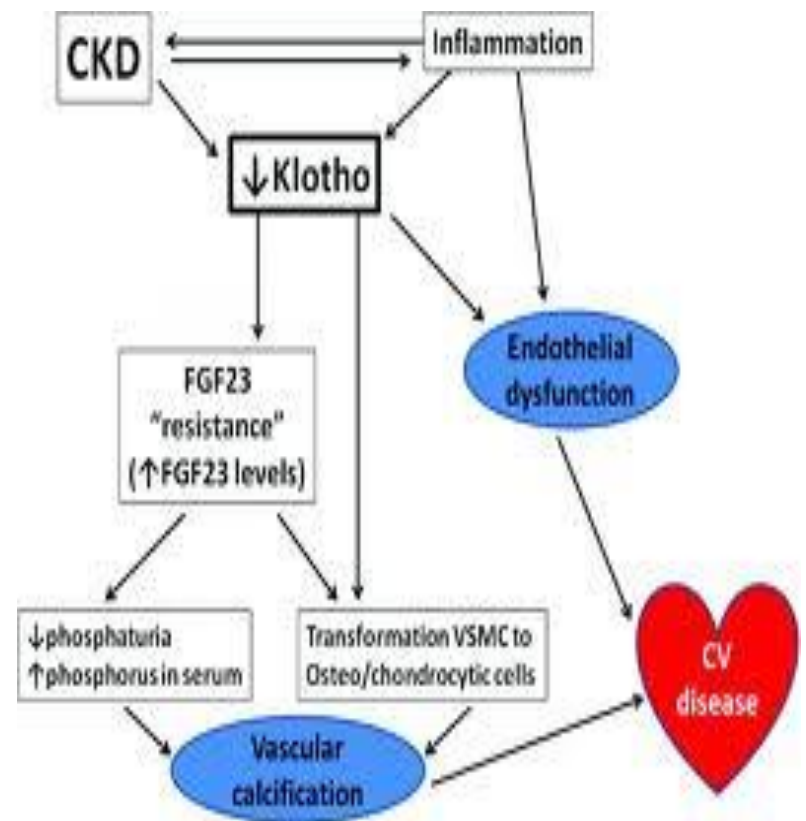 CKD
Inflammation
↓Klotho
FGF23
“resistance”
(↑FGF23 levels)
Endothelial
dysfunction
↓phosphaturia
↑phosphorus in serum
Transformation VSMC to
Osteo/chondrocytic cells
CV
disease
Vascular
calcification